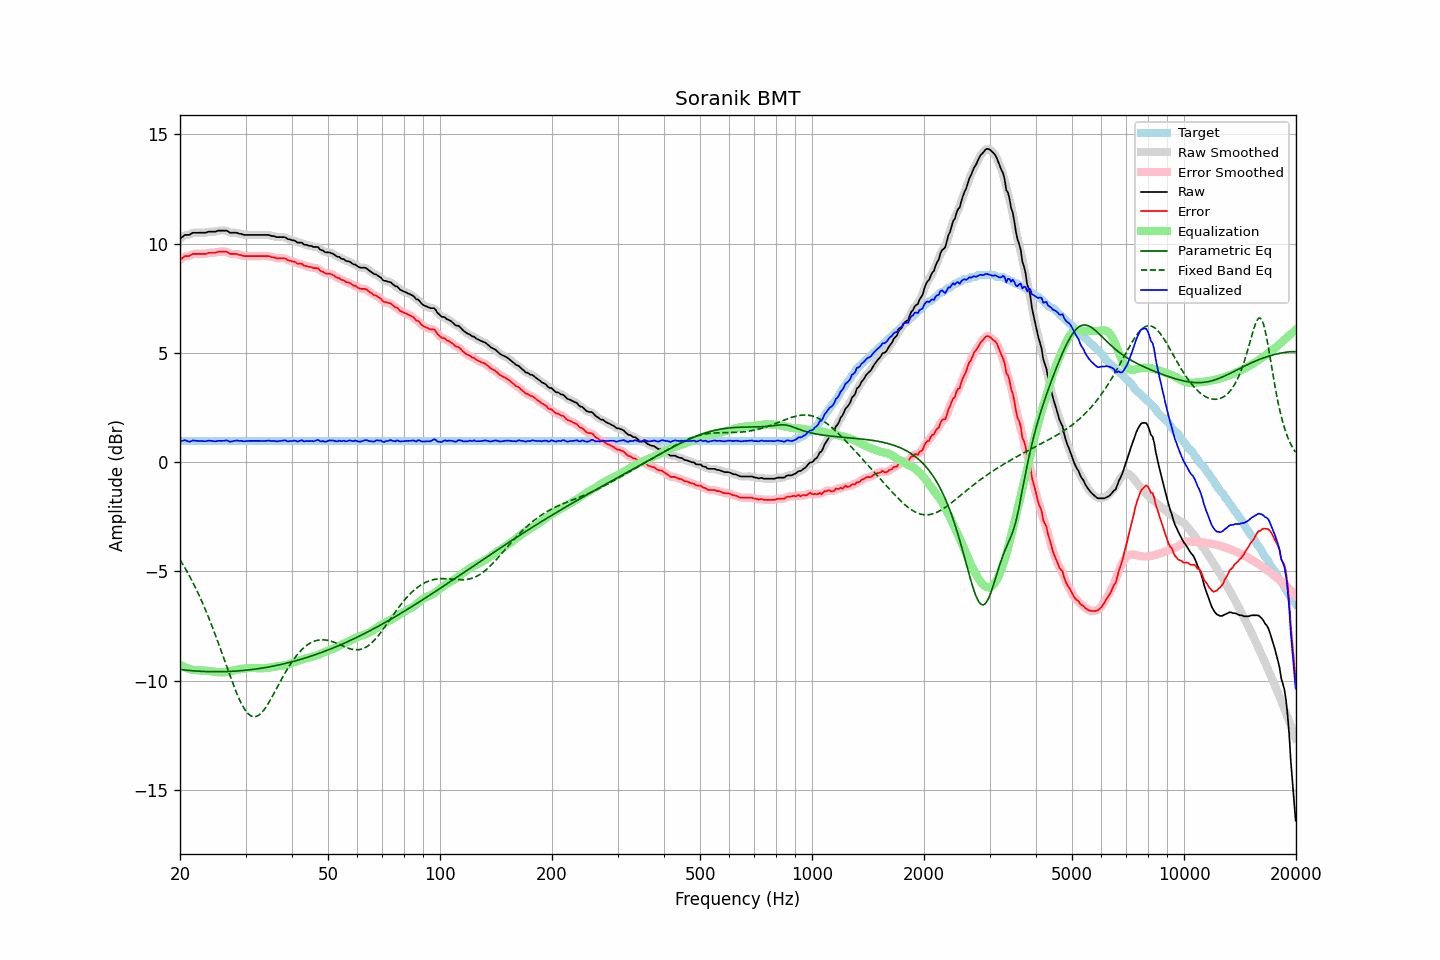 Soranik BMT
Target
Raw Smoothed
Error Smoothed
Raw
Error
Equalization
Parametric Eq
Fixed Band Eq
Equalized
Amplitude (dBr)
15
10
5
0
−5
−10
−15
20 50 100 200 500 1000 2000 5000 10000 20000
Frequency (Hz)